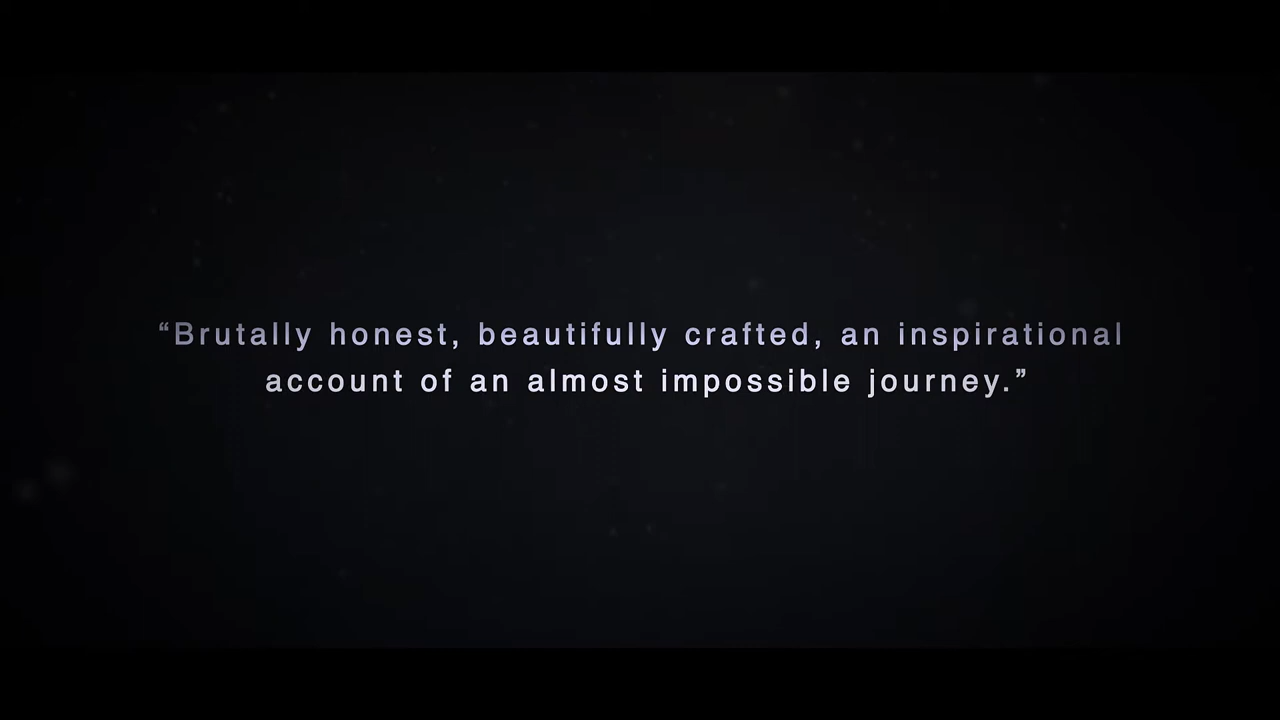 “Brutally honest, beautifully crafted, an inspirational
account of an almost impossible journey.”